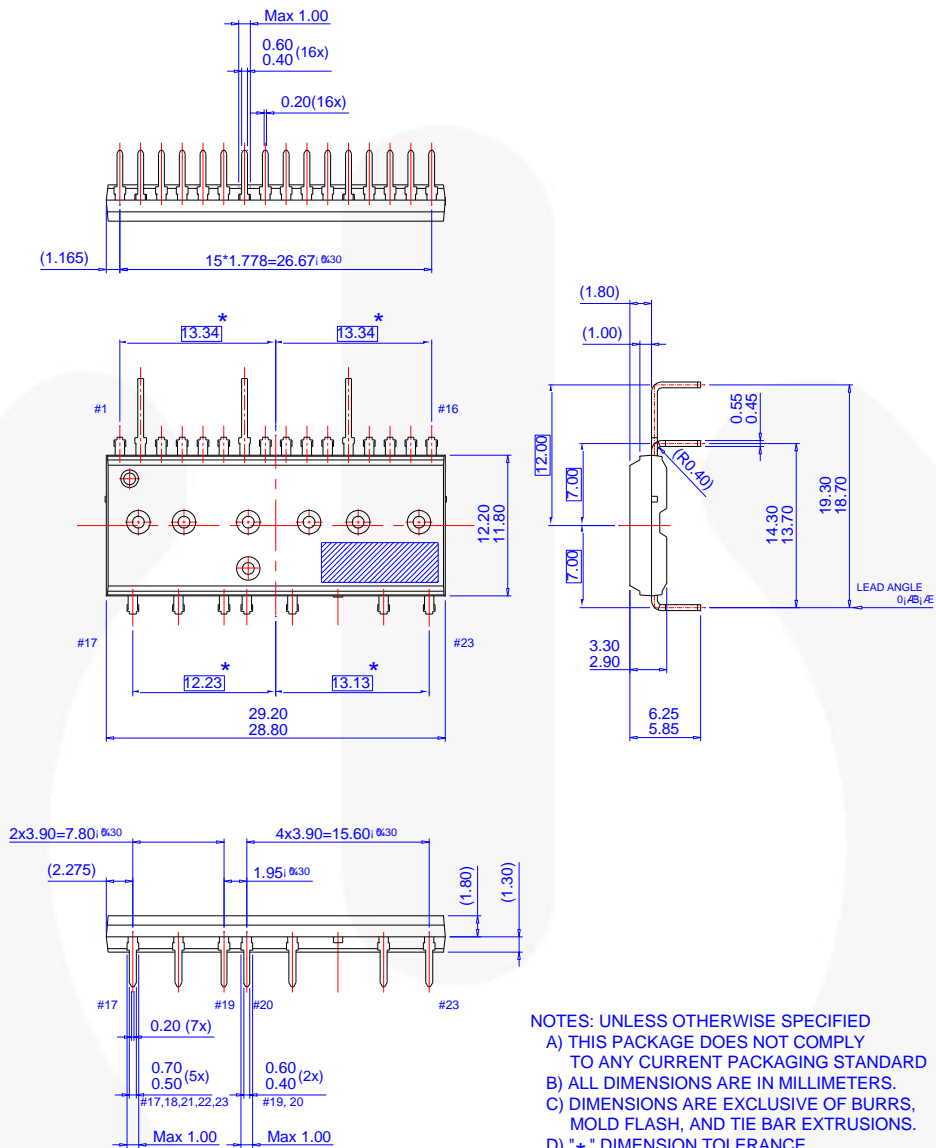 Max 1.00
0.60
0.40 (16x)
0.20(16x)
(1.165)
15*1.778=26.67¡
*
*
13.34
13.34
#1
#16
12.20
11.80
#17
#23
*
*
12.23
13.13
29.20
28.80
(1.80)
(1.00)
0.55
0.45
(R0.40)
12.00
7.00
7.00
14.30
13.70
19.30
18.70
LEAD ANGLE
3.30
2.90
6.25
5.85
2x3.90=7.80¡
4x3.90=15.60¡
(2.275)
1.95¡
(1.80)
(1.30)
#17
#19
#20
#23
0.20 (7x)
0.70
0.50 (5x)
#17,18,21,22,23
0.60
0.40 (2x)
#19, 20
Max 1.00
Max 1.00
NOTES: UNLESS OTHERWISE SPECIFIED
A) THIS PACKAGE DOES NOT COMPLY
TO ANY CURRENT PACKAGING STANDARD
B) ALL DIMENSIONS ARE IN MILLIMETERS.
C) DIMENSIONS ARE EXCLUSIVE OF BURRS,
MOLD FLASH, AND TIE BAR EXTRUSIONS.
D) "*" DIMENSION TOLERANCE